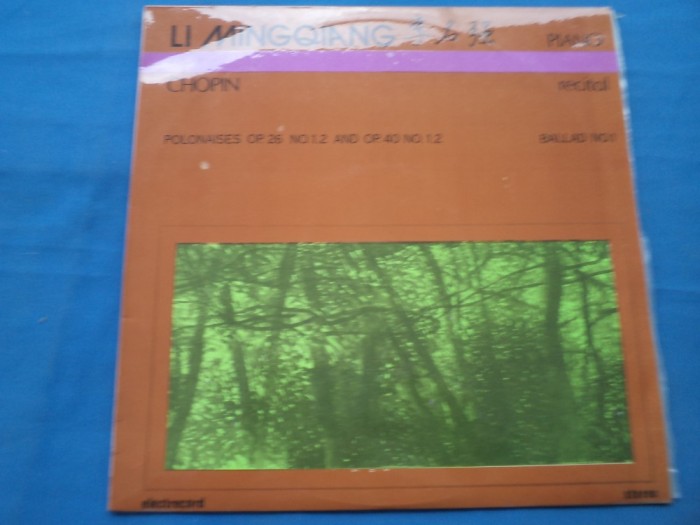 LI MINGQIANG PIANO
CHOPIN recital
POLONAISES OP. 26 NO. 1,2 AND OP. 40 NO. 1,2 BALLAD NO. 1
electrecord stereo